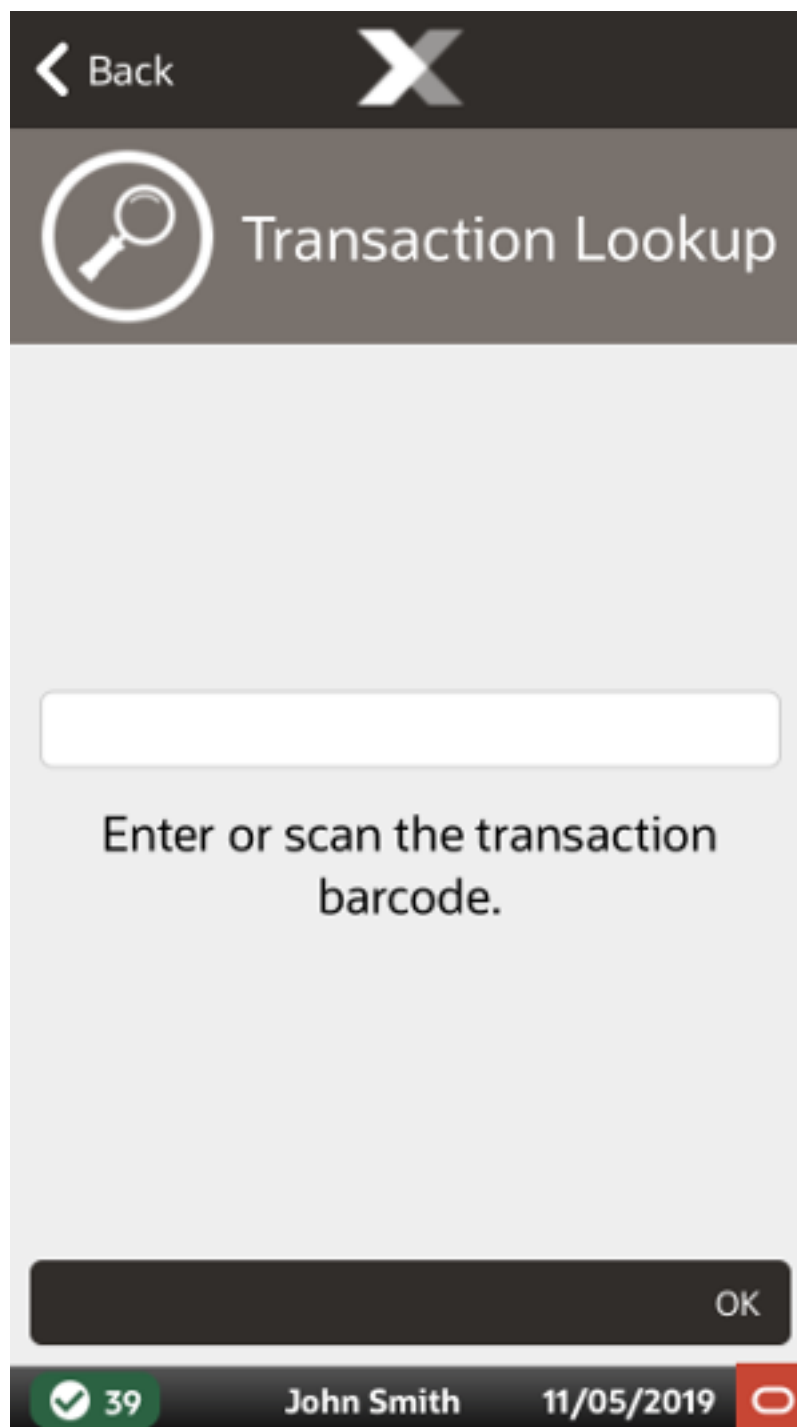 Back
Transaction Lookup
Enter or scan the transaction
barcode.
OK
39 John Smith 11/05/2019